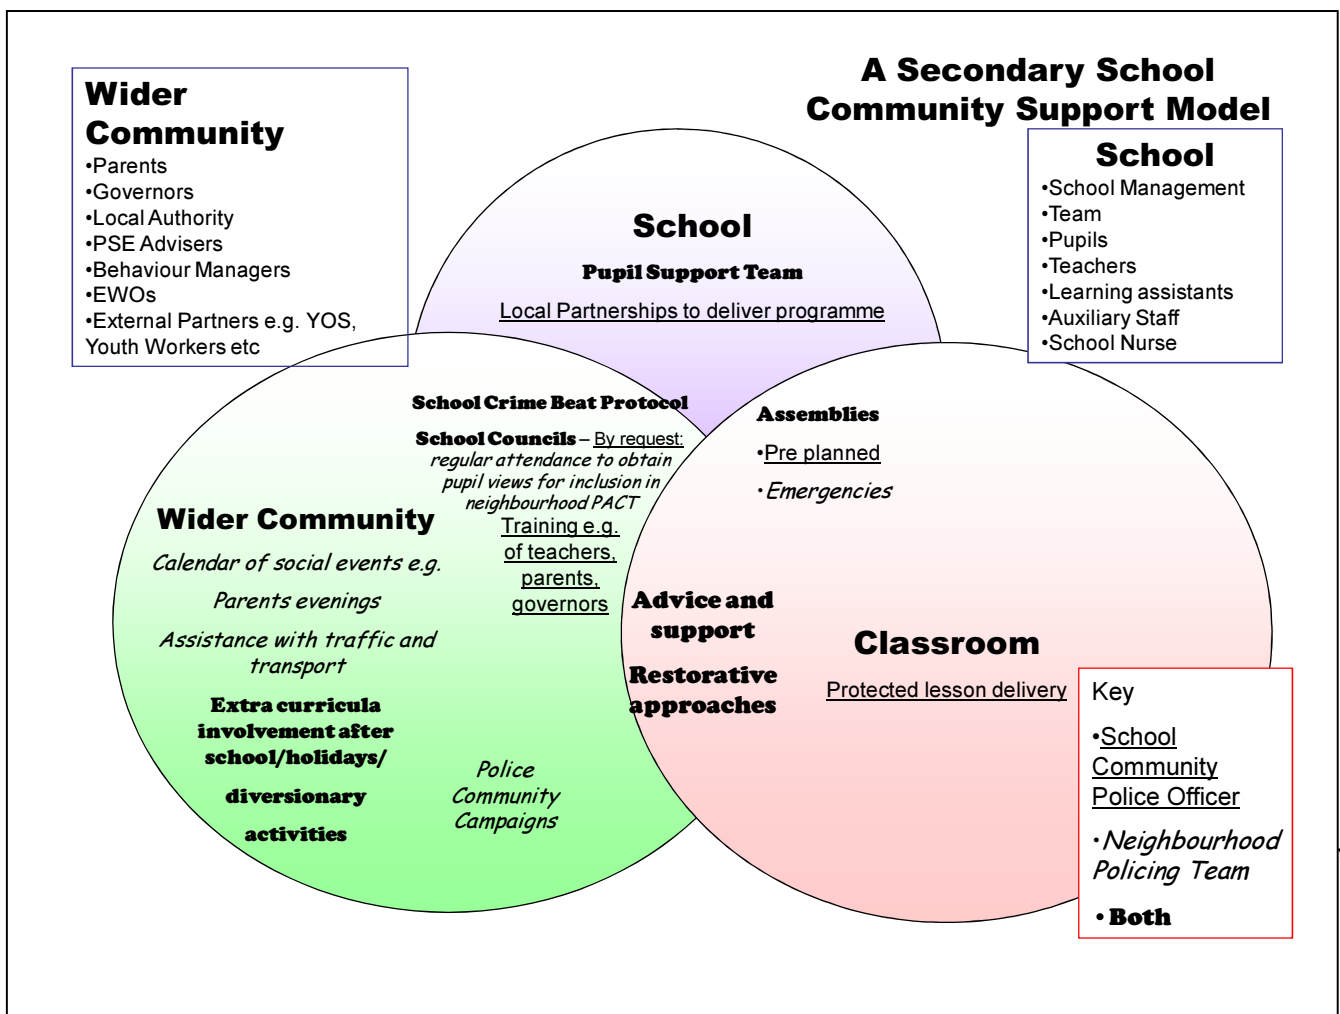 A Secondary School
Community Support Model
Wider
Community
•Parents
•Governors
•Local Authority
•PSE Advisers
•Behaviour Managers
•EWOs
•External Partners e.g. YOS,
Youth Workers etc
School
•School Management
•Team
•Pupils
•Teachers
•Learning assistants
•Auxiliary Staff
•School Nurse
School
Pupil Support Team
Local Partnerships to deliver programme
School Crime Beat Protocol
School Councils – By request:
regular attendance to obtain
pupil views for inclusion in
neighbourhood PACT
Training e.g.
of teachers,
parents,
governors
Assemblies
•Pre planned
•Emergencies
Wider Community
Calendar of social events e.g.
Parents evenings
Assistance with traffic and
transport
Extra curricula
involvement after
school/holidays/
diversionary
activities
Police
Community
Campaigns
Advice and
support
Restorative
approaches
Classroom
Protected lesson delivery
Key
•School
Community
Police Officer
•Neighbourhood
Policing Team
•Both